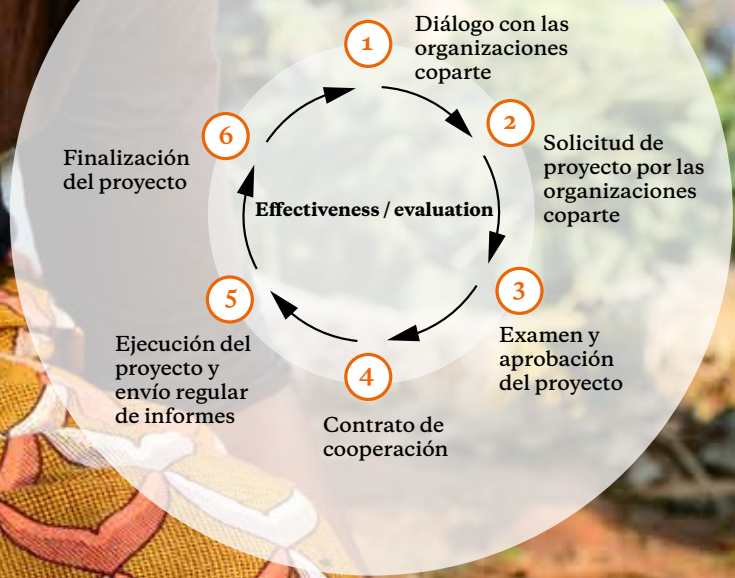 1
Diálogo con las
organizaciones
coparte
2
Solicitud de
proyecto por las
organizaciones
coparte
3
Examen y
aprobación
del proyecto
4
Contrato de
cooperación
5
Ejecución del
proyecto y
envío regular
de informes
6
Finalización
del proyecto
Effectiveness / evaluation